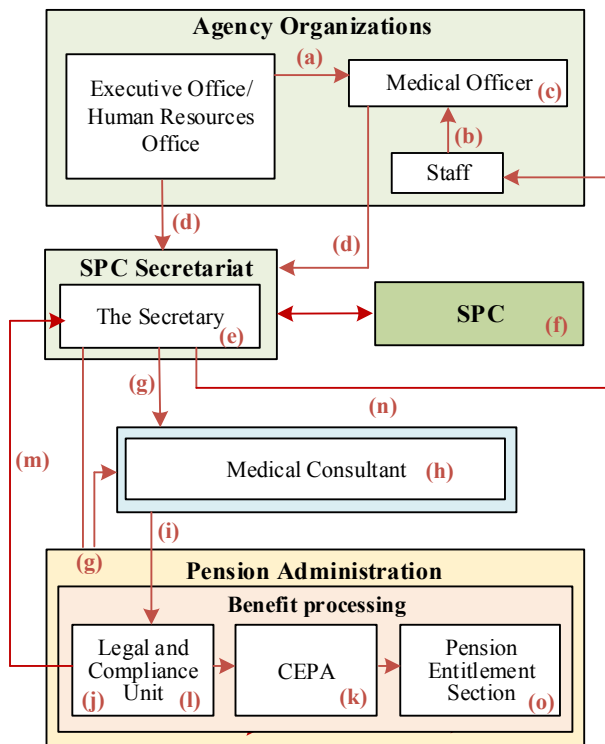 Agency Organizations
(a)
Executive Office/
Human Resources
Office
Medical Officer
(c)
(b)
Staff
(d)
(d)
SPC Secretariat
The Secretary
(e)
SPC
(f)
(g)
(n)
(m)
Medical Consultant
(h)
(i)
(g)
Pension Administration
Benefit processing
Legal and
Compliance
Unit
(j)
(l)
CEPA
(k)
Pension
Entitlement
Section
(o)